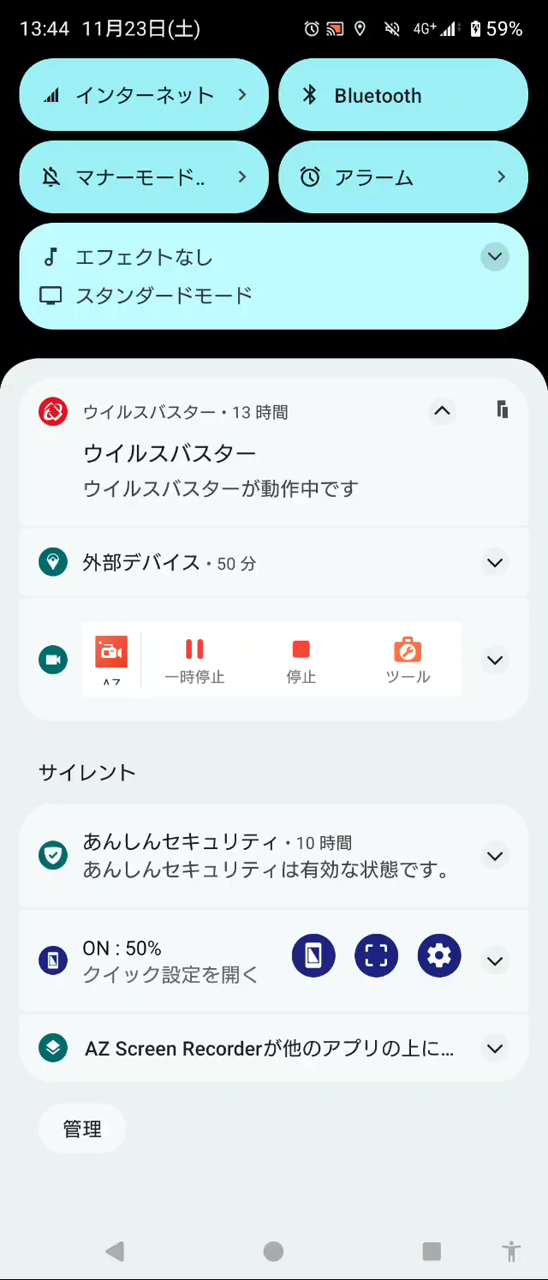 13:44 11月23日(土) 4G+ 59%
インターネット
Bluetooth
マナーモード..
アラーム
エフェクトなし
スタンダードモード
ウイルスバスター・13 時間
ウイルスバスター
ウイルスバスターが動作中です
外部デバイス・50 分
AZ
一時停止
停止
ツール
サイレント
あんしんセキュリティ・10 時間
あんしんセキュリティは有効な状態です。
ON : 50%
クイック設定を開く
AZ Screen Recorderが他のアプリの上に...
管理